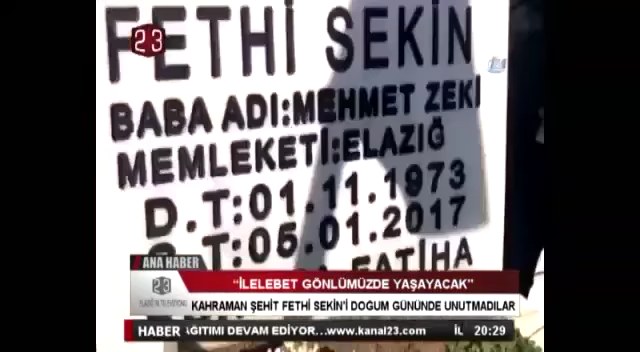 FETHİ SEKİN
23
BABA ADI:MEHMET ZEKİ
MEMLEKETİ:ELAZIĞ
D.T:01.11.1973
T:05.01.2017
FATİHA
ANA HABER
23
"İLELEBET GÖNLÜMÜZDE YAŞAYACAK"
KAHRAMAN ŞEHİT FETHİ SEKİN'İ DOGUM GÜNÜNDE UNUTMADILAR
HABER AĞITIMI DEVAM EDİYOR...www.kanal23.com İL 20:29